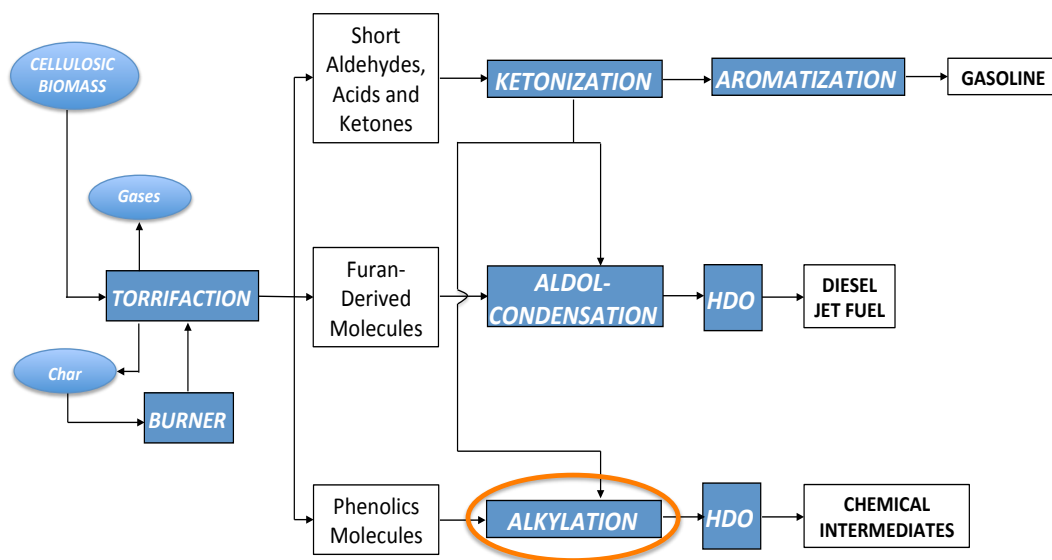 CELLULOSIC
BIOMASS
Short
Aldehydes,
Acids and
Ketones
KETONIZATION
AROMATIZATION
GASOLINE
Gases
TORRIFACTION
Furan-
Derived
Molecules
ALDOL-
CONDENSATION
HDO
DIESEL
JET FUEL
Char
BURNER
Phenolics
Molecules
ALKYLATION
HDO
CHEMICAL
INTERMEDIATES